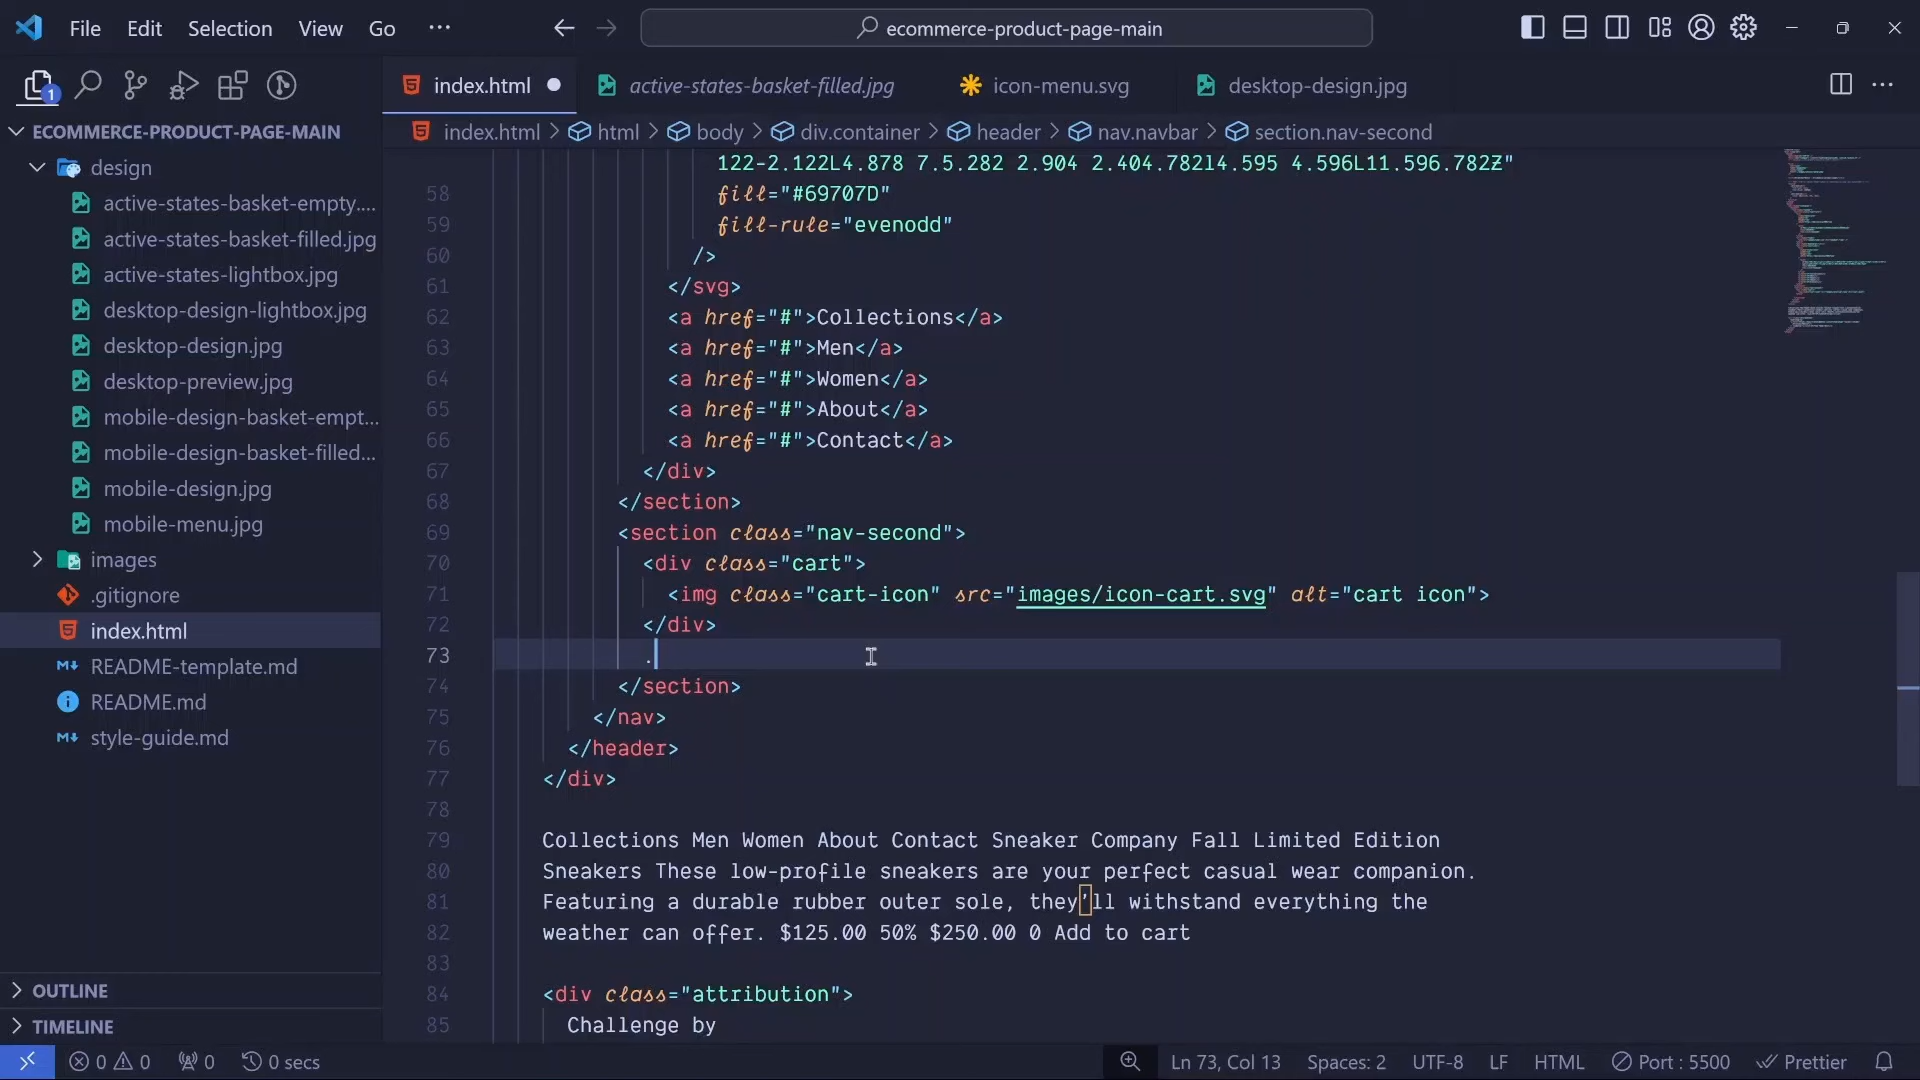 File Edit Selection View Go ··· ecommerce-product-page-main
1
index.html active-states-basket-filled.jpg icon-menu.svg desktop-design.jpg
ECOMMERCE-PRODUCT-PAGE-MAIN
design
active-states-basket-empty....
active-states-basket-filled.jpg
active-states-lightbox.jpg
desktop-design-lightbox.jpg
desktop-design.jpg
desktop-preview.jpg
mobile-design-basket-empt...
mobile-design-basket-filled...
mobile-design.jpg
mobile-menu.jpg
images
.gitignore
index.html
README-template.md
README.md
style-guide.md
OUTLINE
TIMELINE
index.html > html > body > div.container > header > nav.navbar > section.nav-second
122-2.122L4.878 7.5.282 2.904 2.404.782l4.595 4.596L11.596.782Z"
58 fill="#69707D"
59 fill-rule="evenodd"
60 />
61 </svg>
62 <a href="#">Collections</a>
63 <a href="#">Men</a>
64 <a href="#">Women</a>
65 <a href="#">About</a>
66 <a href="#">Contact</a>
67 </div>
68 </section>
69 <section class="nav-second">
70 <div class="cart">
71 <img class="cart-icon" src="images/icon-cart.svg" alt="cart icon">
72 </div>
73 .
74 </section>
75 </nav>
76 </header>
77 </div>
78
79 Collections Men Women About Contact Sneaker Company Fall Limited Edition
80 Sneakers These low-profile sneakers are your perfect casual wear companion.
81 Featuring a durable rubber outer sole, they’ll withstand everything the
82 weather can offer. $125.00 50% $250.00 0 Add to cart
83
84 <div class="attribution">
85 Challenge by
0 0 0 0 secs Ln 73, Col 13 Spaces: 2 UTF-8 LF HTML Port : 5500 Prettier